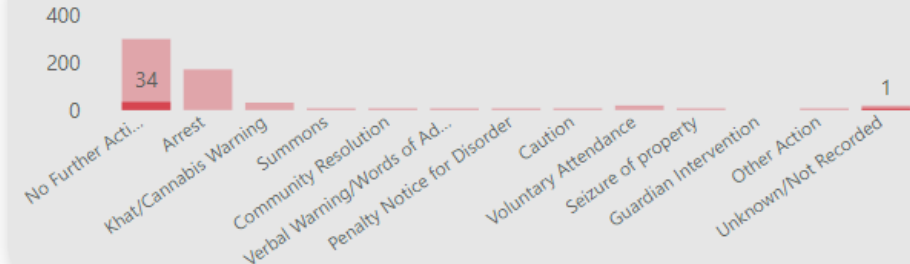 400
200
0
34
1
No Further Acti...
Arrest
Khat/Cannabis Warning
Summons
Community Resolution
Verbal Warning/Words of Ad...
Penalty Notice for Disorder
Caution
Voluntary Attendance
Seizure of property
Guardian Intervention
Other Action
Unknown/Not Recorded